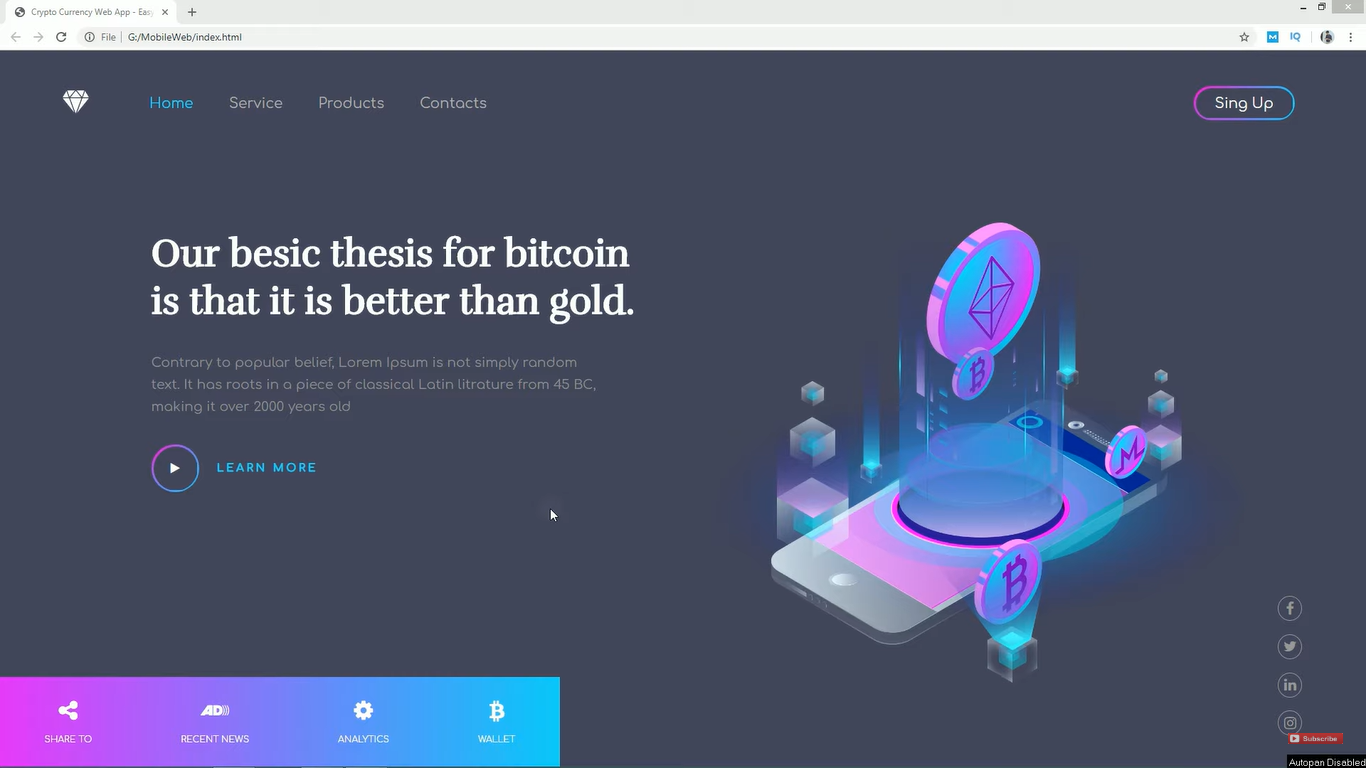 Crypto Currency Web App - Easy
File
G:/MobileWeb/index.html
IQ
Home
Service
Products
Contacts
Sing Up
Our besic thesis for bitcoin
is that it is better than gold.
Contrary to popular belief, Lorem Ipsum is not simply random
text. It has roots in a piece of classical Latin litrature from 45 BC,
making it over 2000 years old
LEARN MORE
SHARE TO
AD
RECENT NEWS
ANALYTICS
WALLET
Subscribe
Autopan Disabled